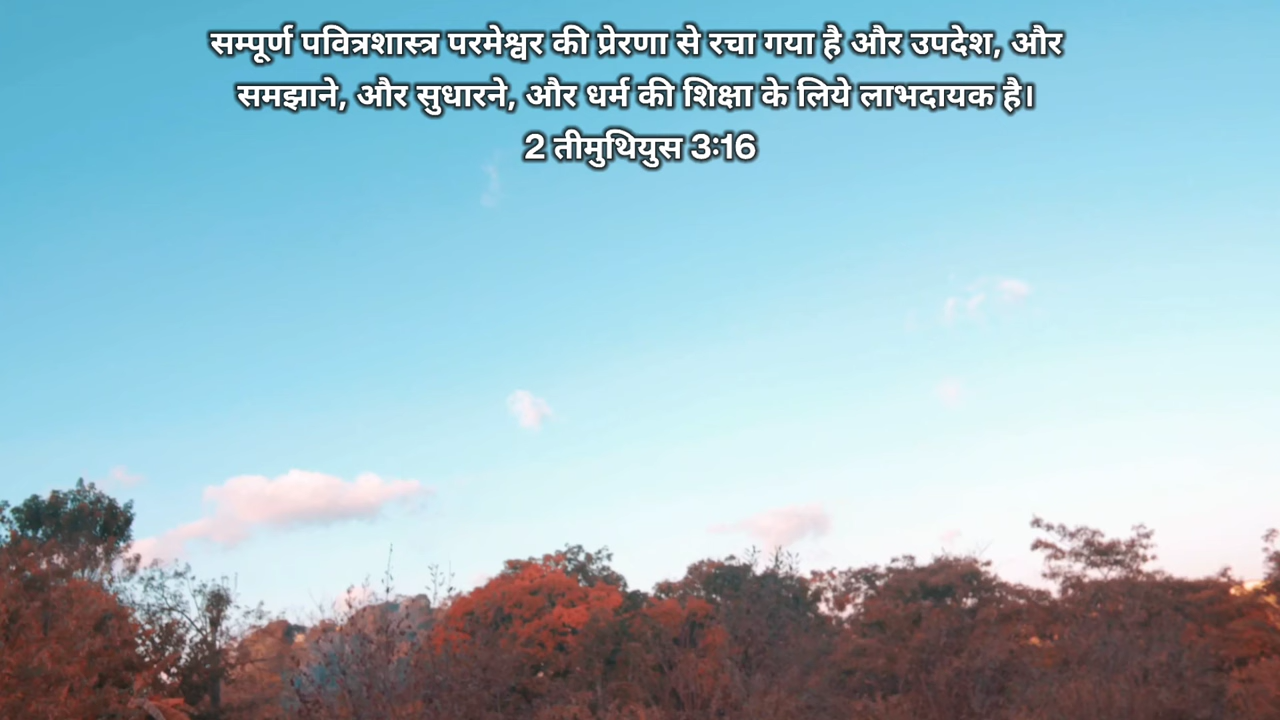 सम्पूर्ण पवित्रशास्त्र परमेश्वर की प्रेरणा से रचा गया है और उपदेश, और
समझाने, और सुधारने, और धर्म की शिक्षा के लिये लाभदायक है।
2 तीमुथियुस 3:16